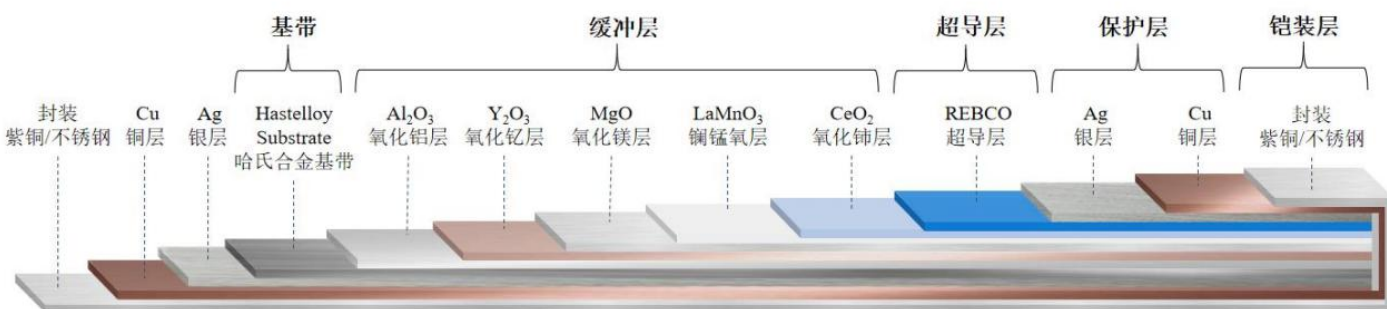 基带
缓冲层
超导层
保护层
铠装层
封装
紫铜/不锈钢
Cu
铜层
Ag
银层
Hastelloy
Substrate
哈氏合金基带
Al₂O₃
氧化铝层
Y₂O₃
氧化钇层
MgO
氧化镁层
LaMnO₃
镧锰氧层
CeO₂
氧化铈层
REBCO
超导层
Ag
银层
Cu
铜层
封装
紫铜/不锈钢